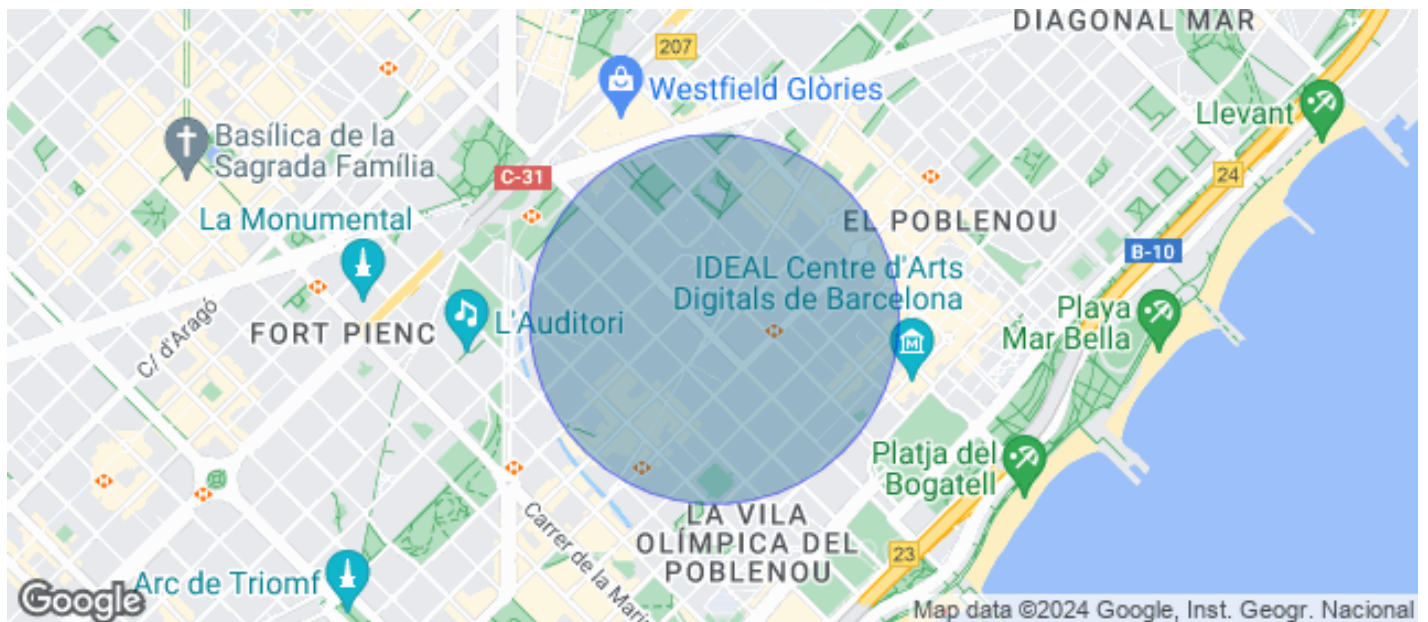 DIAGONAL MAR
207
Westfield Glòries
Llevant
Basílica de la
Sagrada Família
C-31
24
La Monumental
EL POBLENOU
B-10
IDEAL Centre d'Arts
Digitals de Barcelona
Playa
Mar Bella
C/ d'Aragó
FORT PIENC
L'Auditori
Platja del
Bogatell
LA VILA
OLÍMPICA DEL
POBLENOU
Carrer de la Marin
23
Arc de Triomf
Google
Map data ©2024 Google, Inst. Geogr. Nacional